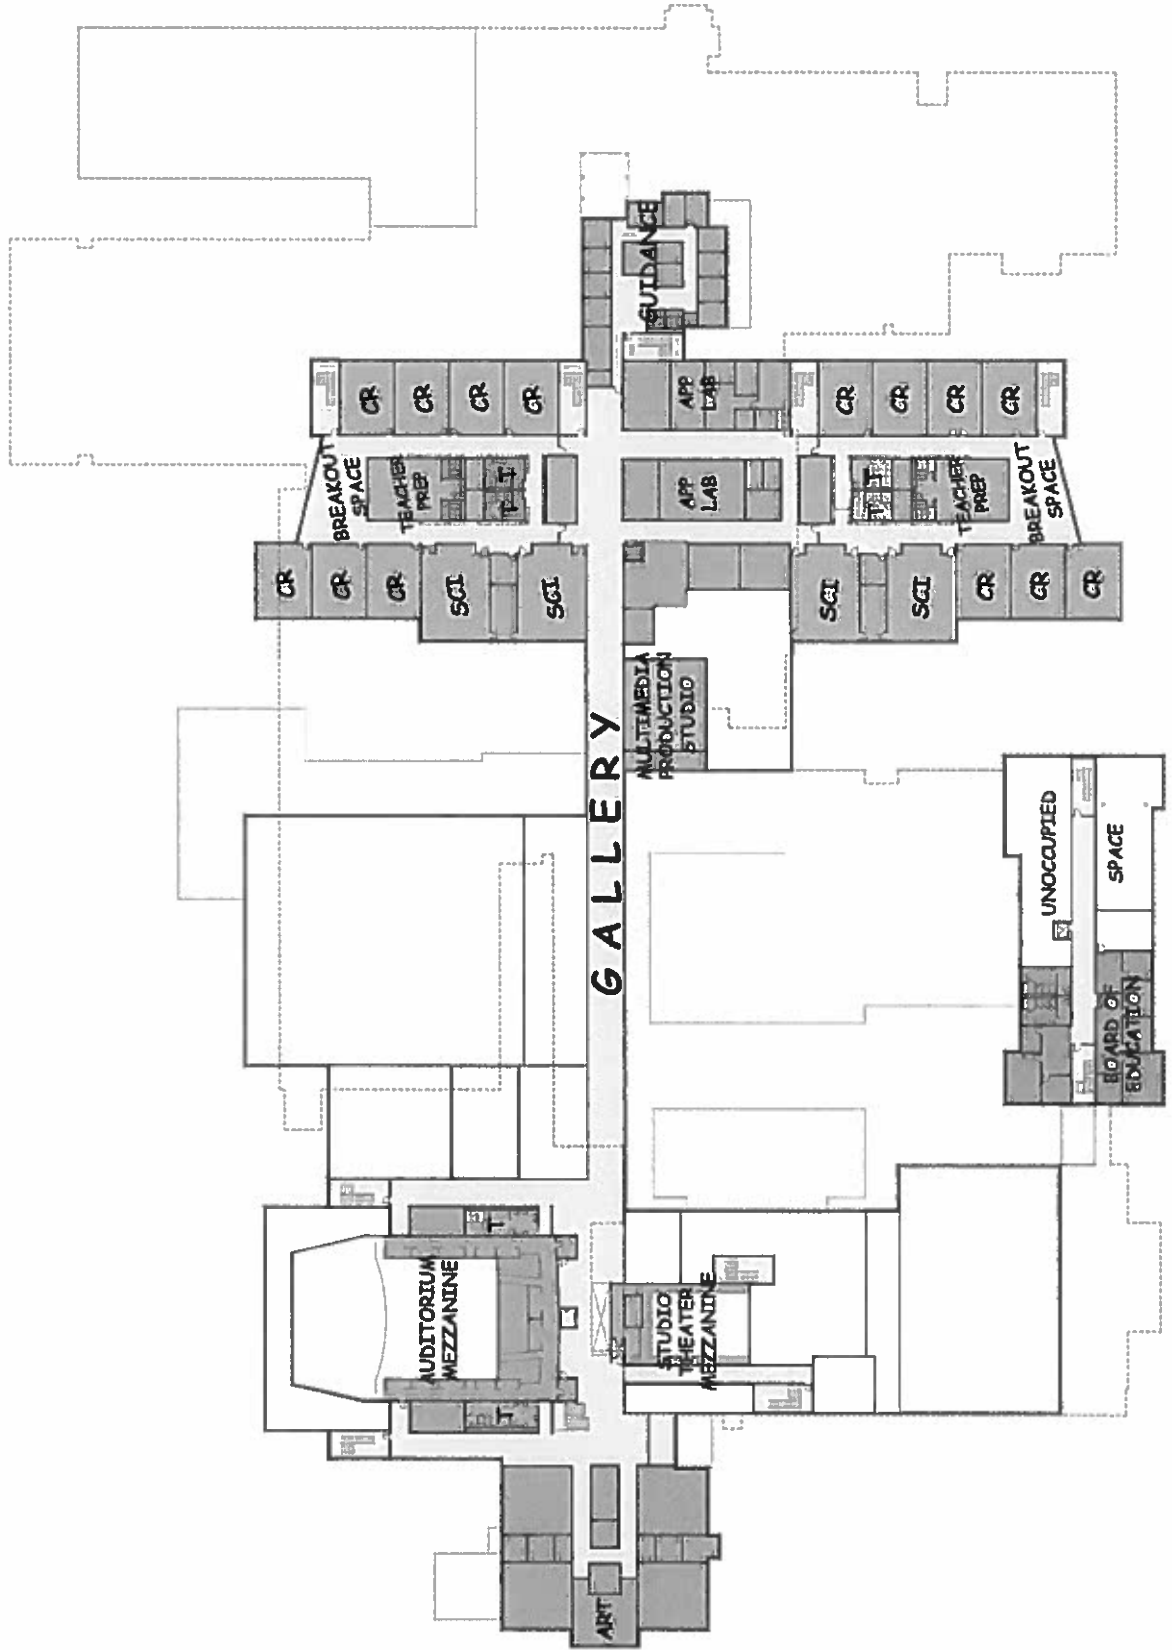 GUIDANCE
CR
CR
CR
CR
APP
LAB
CR
CR
CR
CR
BREAKOUT
SPACE
TEACHER
PREP
T
T
APP
LAB
T
T
TEACHER
PREP
BREAKOUT
SPACE
CR
CR
CR
SCI
SCI
SCI
SCI
CR
CR
CR
MULTIMEDIA
PRODUCTION
STUDIO
GALLERY
UNOCCUPIED
SPACE
BOARD OF
EDUCATION
T
AUDITORIUM
MEZZANINE
T
STUDIO
THEATER
MEZZANINE
ART